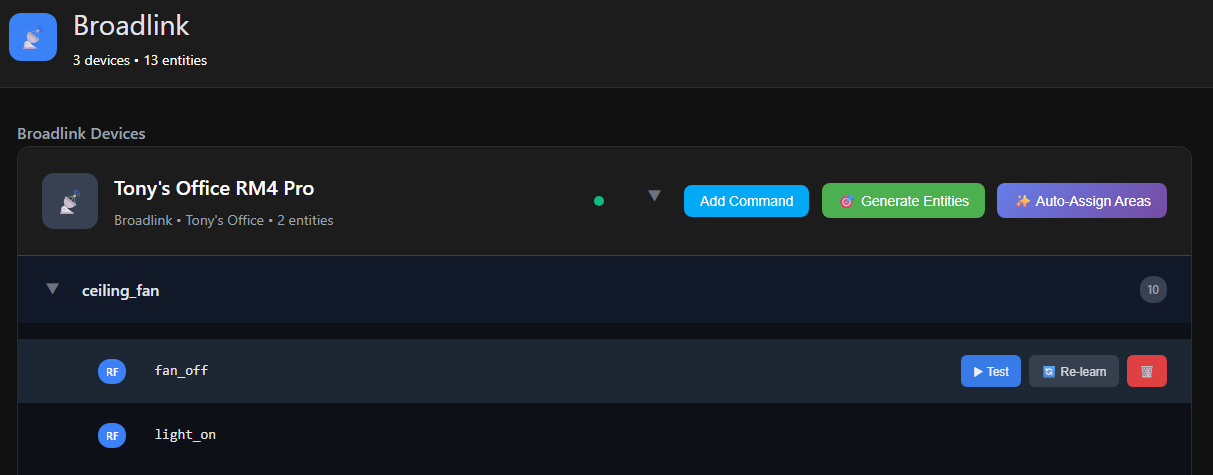 Broadlink
3 devices • 13 entities
Broadlink Devices
Tony's Office RM4 Pro
Broadlink • Tony's Office • 2 entities
Add Command
Generate Entities
Auto-Assign Areas
ceiling_fan
10
RF fan_off
Test
Re-learn
RF light_on